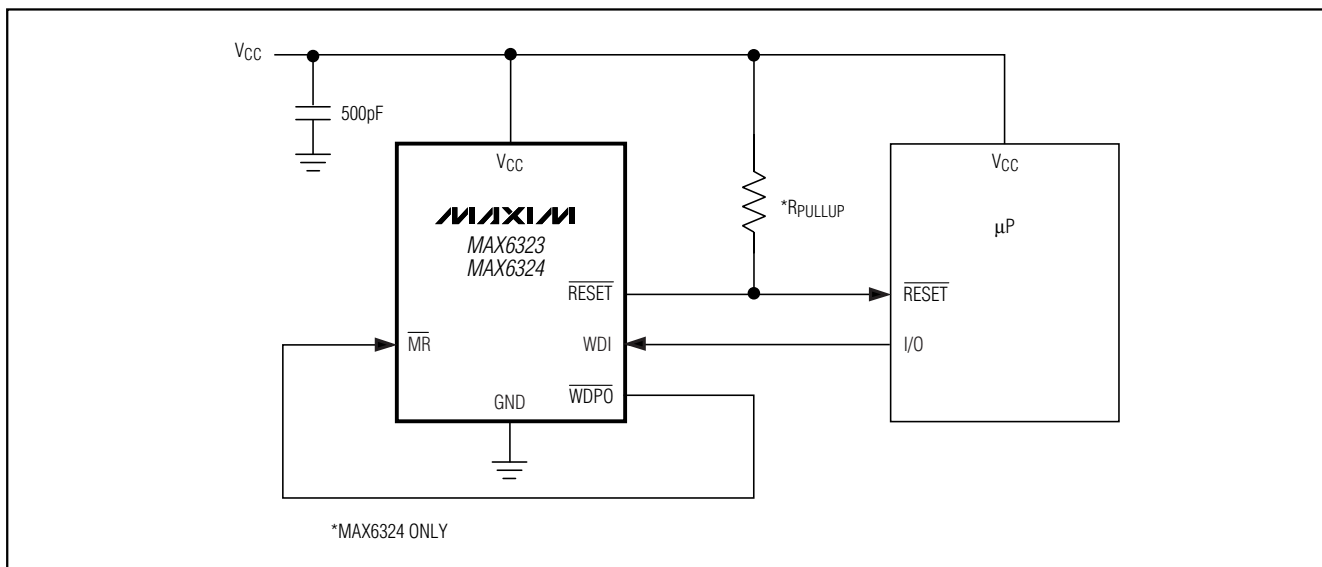 VCC
500pF
VCC
MAXIM
MAX6323
MAX6324
RESET
MR
WDI
WDPO
GND
*RPULLUP
VCC
µP
RESET
I/O
*MAX6324 ONLY